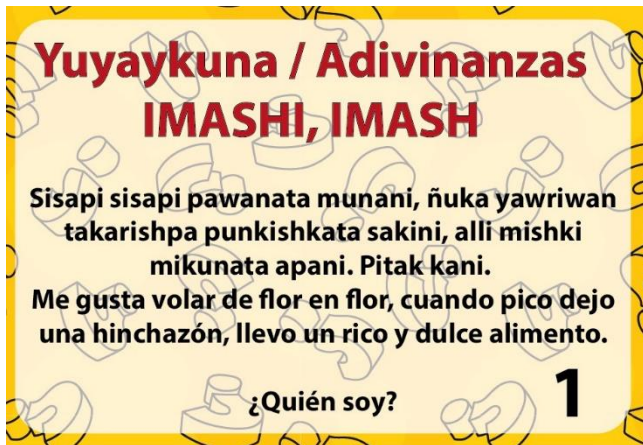 Yuyaykuna / Adivinanzas
IMASHI, IMASH
Sisapi sisapi pawanata munani, ñuka yawriwan
takarishpa punkishkata sakini, alli mishki
mikunata apani. Pitak kani.
Me gusta volar de flor en flor, cuando pico dejo
una hinchazón, llevo un rico y dulce alimento.
¿Quién soy?
1